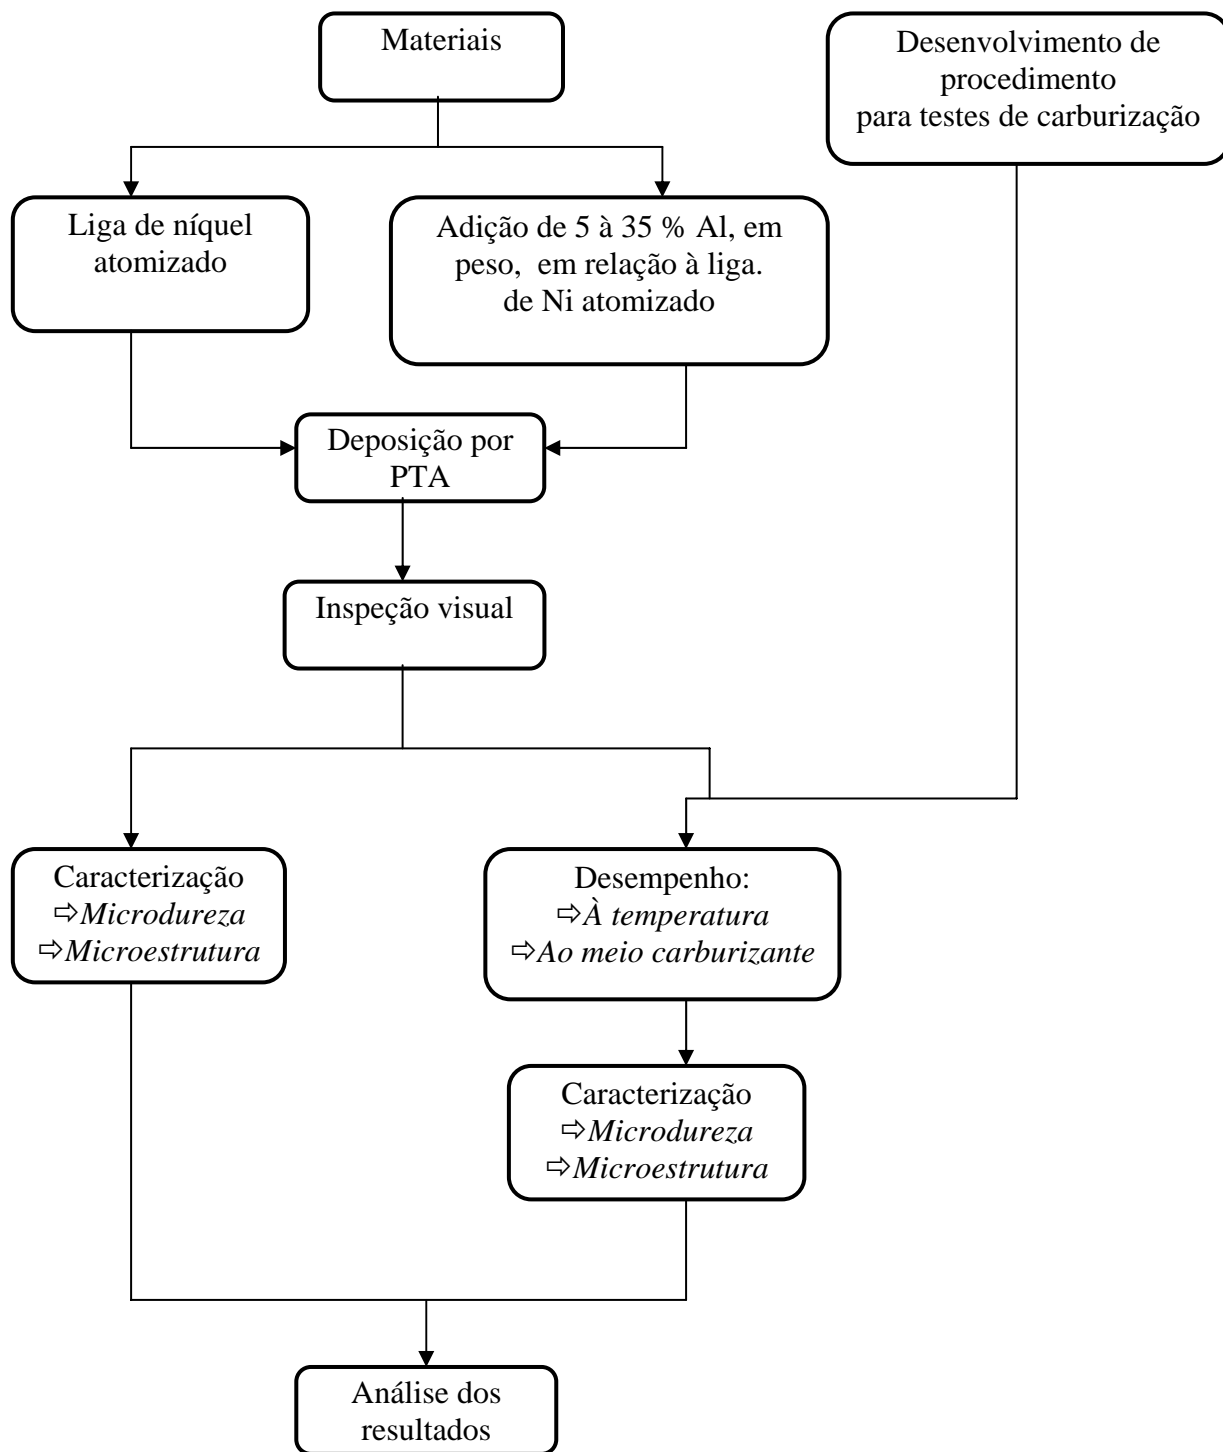 Materiais
Desenvolvimento de
procedimento
para testes de carburização
Liga de níquel
atomizado
Adição de 5 à 35 % Al, em
peso, em relação à liga.
de Ni atomizado
Deposição por
PTA
Inspeção visual
Caracterização
⇨Microdureza
⇨Microestrutura
Desempenho:
⇨À temperatura
⇨Ao meio carburizante
Caracterização
⇨Microdureza
⇨Microestrutura
Análise dos
resultados